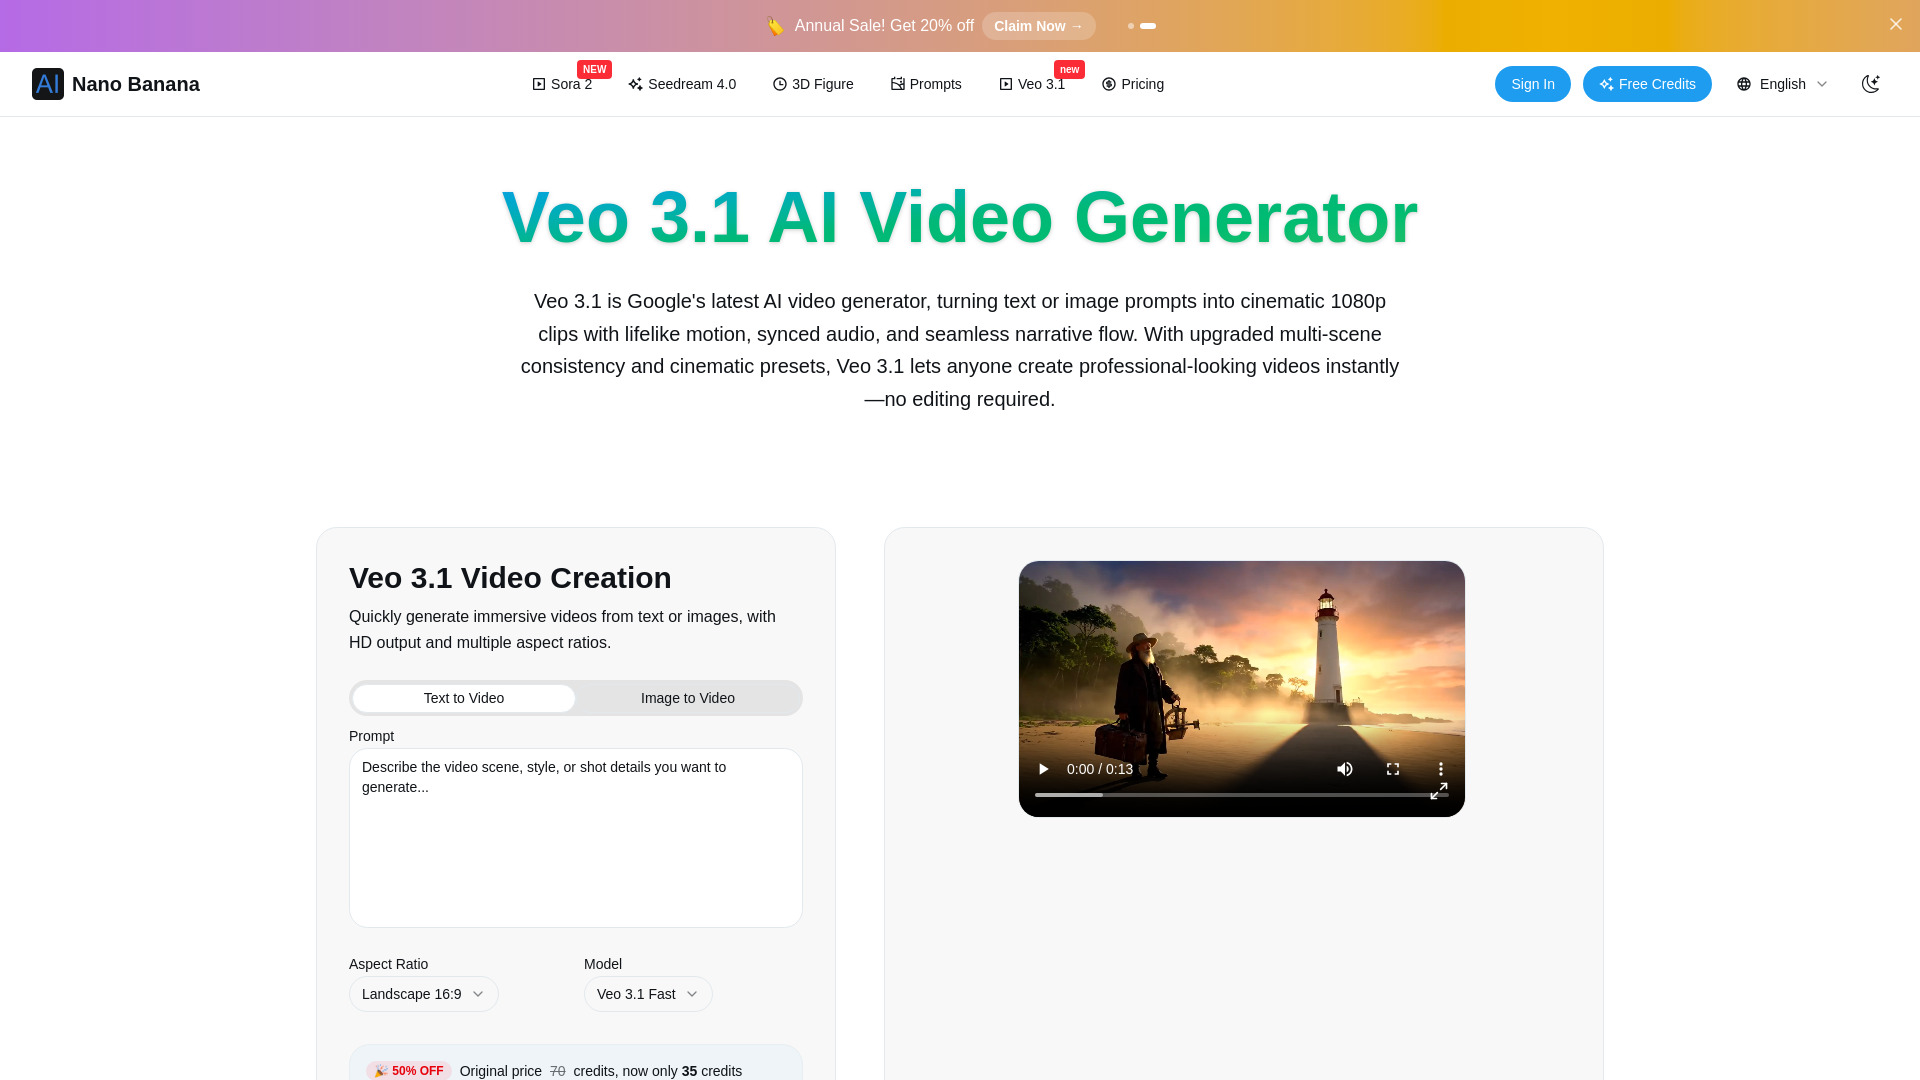 Annual Sale! Get 20% off Claim Now →
AI Nano Banana
Sora 2 NEW
Seedream 4.0
3D Figure
Prompts
Veo 3.1 new
Pricing
Sign In
Free Credits
English
Veo 3.1 AI Video Generator
Veo 3.1 is Google's latest AI video generator, turning text or image prompts into cinematic 1080p
clips with lifelike motion, synced audio, and seamless narrative flow. With upgraded multi-scene
consistency and cinematic presets, Veo 3.1 lets anyone create professional-looking videos instantly
—no editing required.
Veo 3.1 Video Creation
Quickly generate immersive videos from text or images, with
HD output and multiple aspect ratios.
Text to Video
Image to Video
Prompt
Describe the video scene, style, or shot details you want to
generate...
Aspect Ratio
Landscape 16:9
Model
Veo 3.1 Fast
50% OFF Original price 70 credits, now only 35 credits
0:00 / 0:13